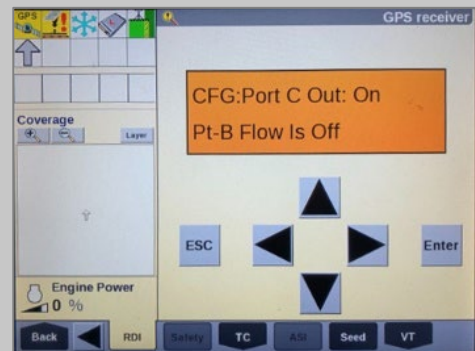 GPS
GPS receiver
CFG:Port C Out: On
Pt-B Flow Is Off
Coverage
Layer
ESC
Enter
Engine Power
0 %
Back
RDI
Safety
TC
ASI
Seed
VT